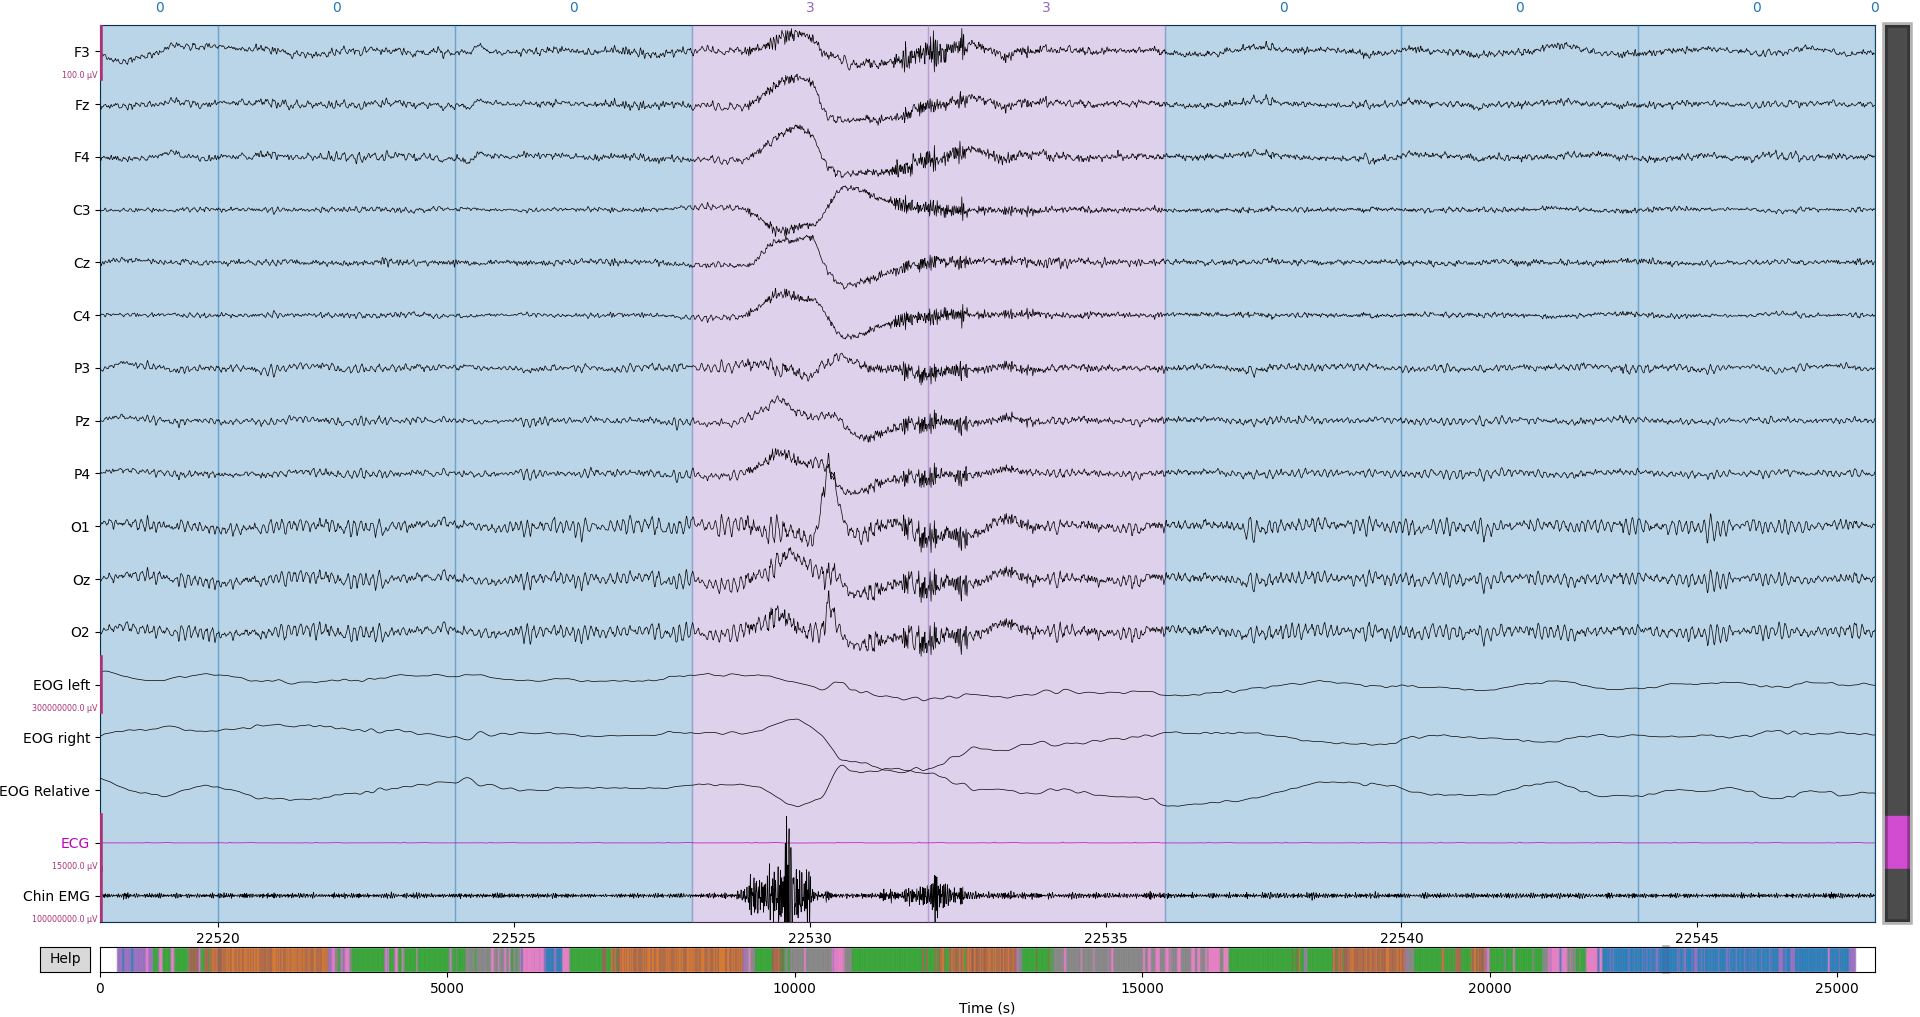 0 0 0 3 3 0 0 0 0
F3
100.0 µV
Fz
F4
C3
Cz
C4
P3
Pz
P4
O1
Oz
O2
EOG left
300000000.0 µV
EOG right
EOG Relative
ECG
15000.0 µV
Chin EMG
100000000.0 µV
22520 22525 22530 22535 22540 22545
Help
0 5000 10000 15000 20000 25000
Time (s)